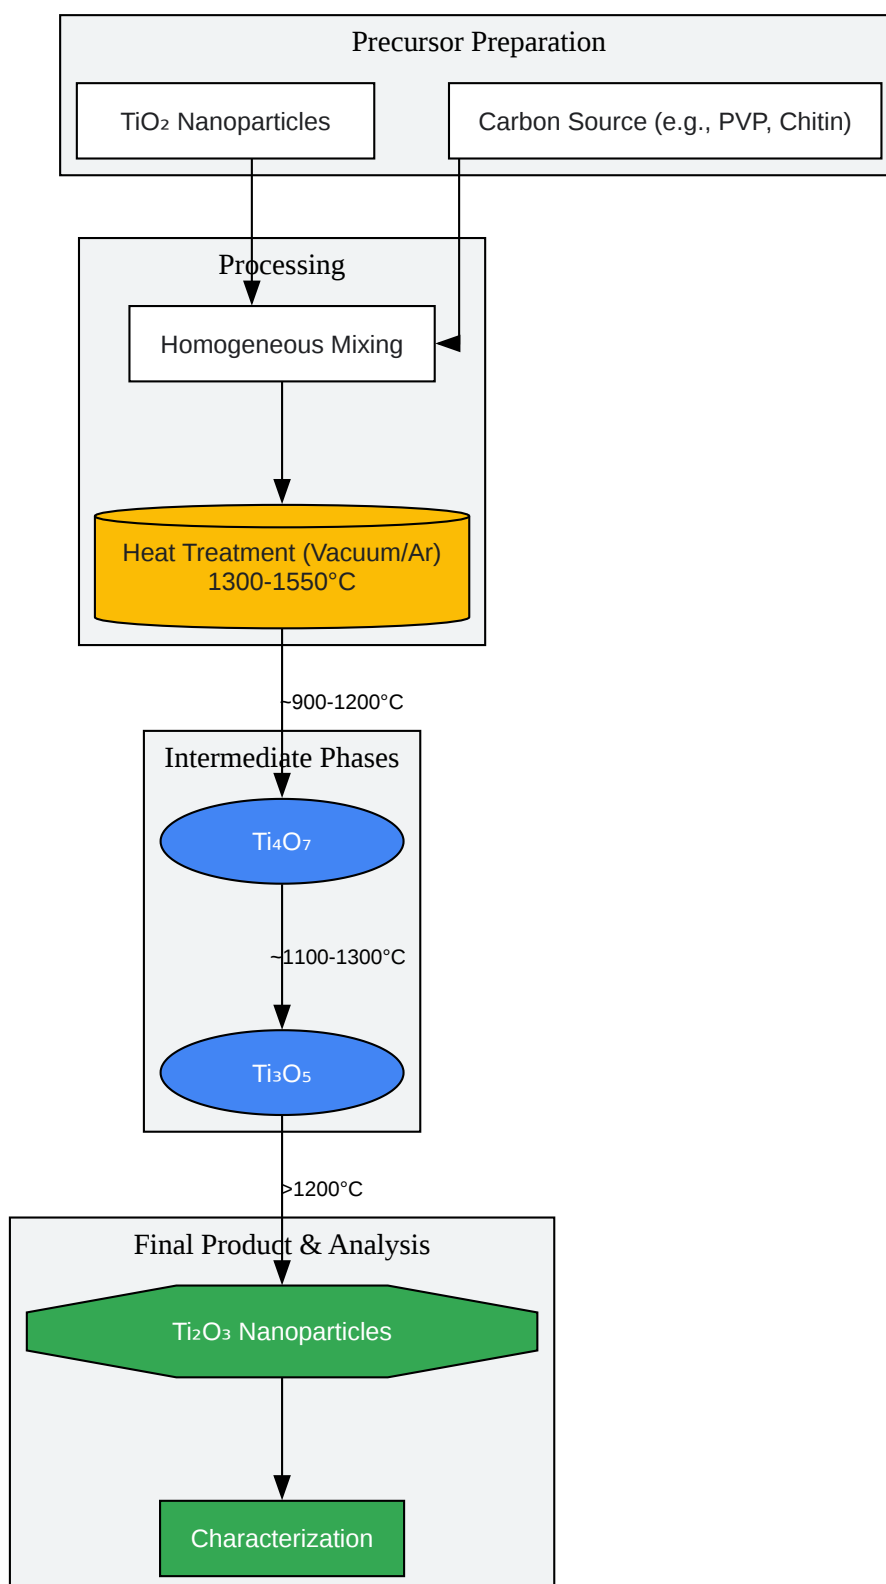 Precursor Preparation
TiO₂ Nanoparticles
Carbon Source (e.g., PVP, Chitin)
Processing
Homogeneous Mixing
Heat Treatment (Vacuum/Ar)
1300-1550°C
~900-1200°C
Intermediate Phases
Ti₄O₇
~1100-1300°C
Ti₃O₅
>1200°C
Final Product & Analysis
Ti₂O₃ Nanoparticles
Characterization